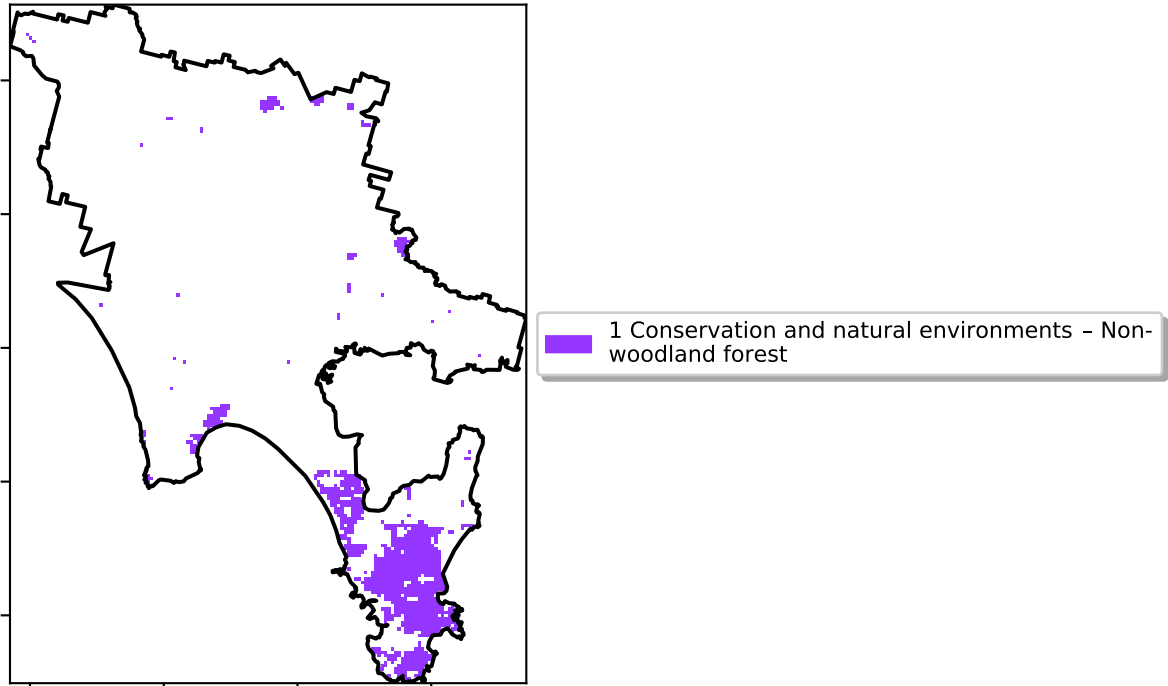 1 Conservation and natural environments – Non-
woodland forest